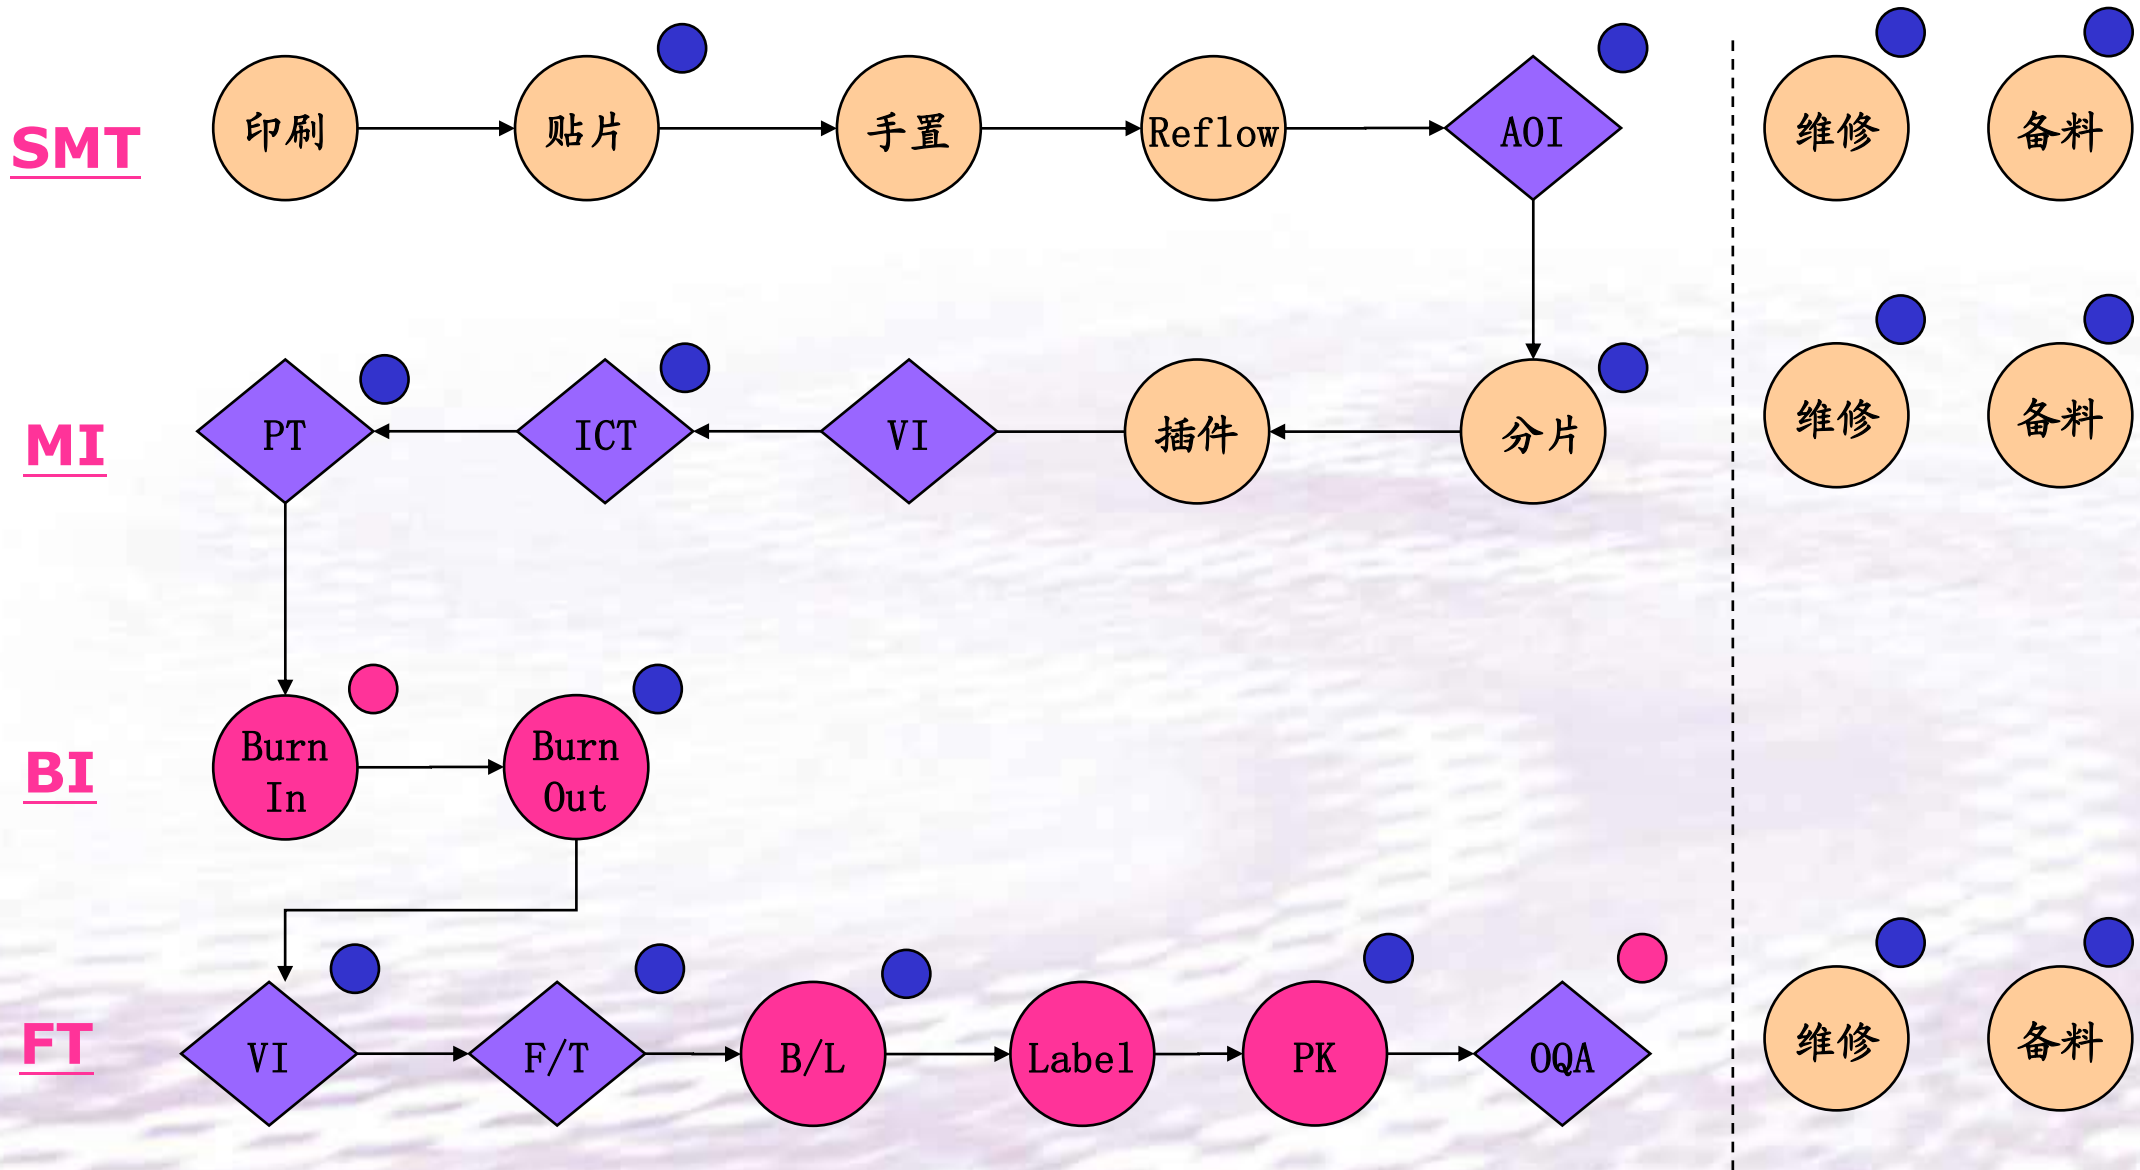 SMT
印刷
贴片
手置
Reflow
AOI
维修
备料
MI
PT
ICT
VI
插件
分片
维修
备料
BI
Burn
In
Burn
Out
FT
VI
F/T
B/L
Label
PK
OQA
维修
备料